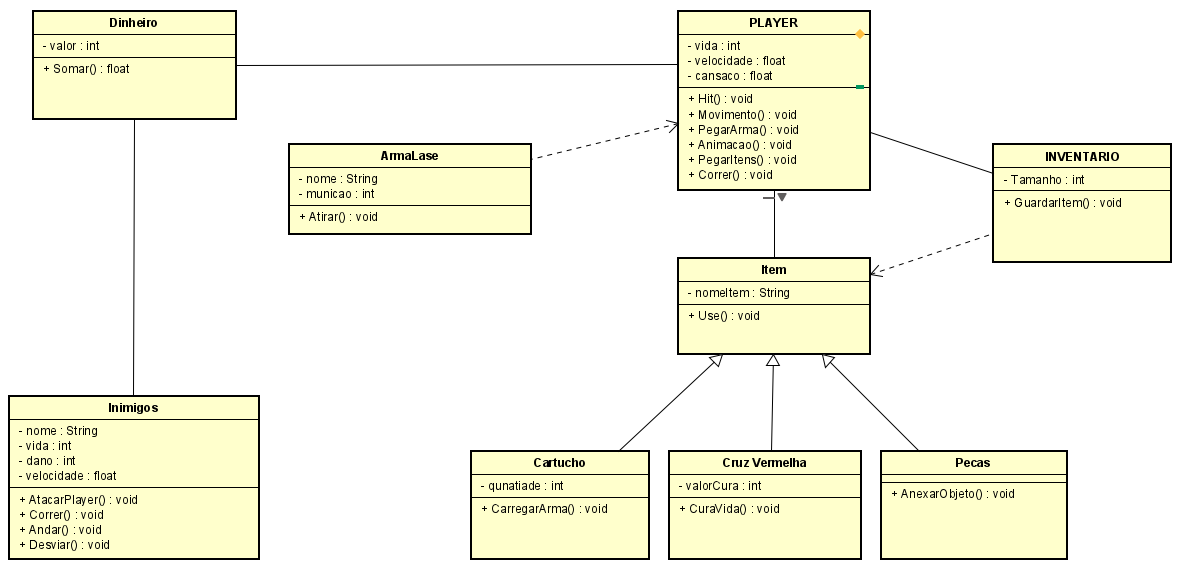 Dinheiro
- valor : int
+ Somar() : float
PLAYER
- vida : int
- velocidade : float
- cansaco : float
+ Hit() : void
+ Movimento() : void
+ PegarArma() : void
+ Animacao() : void
+ PegarItens() : void
+ Correr() : void
ArmaLase
- nome : String
- municao : int
+ Atirar() : void
INVENTARIO
- Tamanho : int
+ GuardarItem() : void
Item
- nomeItem : String
+ Use() : void
Inimigos
- nome : String
- vida : int
- dano : int
- velocidade : float
+ AtacarPlayer() : void
+ Correr() : void
+ Andar() : void
+ Desviar() : void
Cartucho
- qunatiade : int
+ CarregarArma() : void
Cruz Vermelha
- valorCura : int
+ CuraVida() : void
Pecas
+ AnexarObjeto() : void